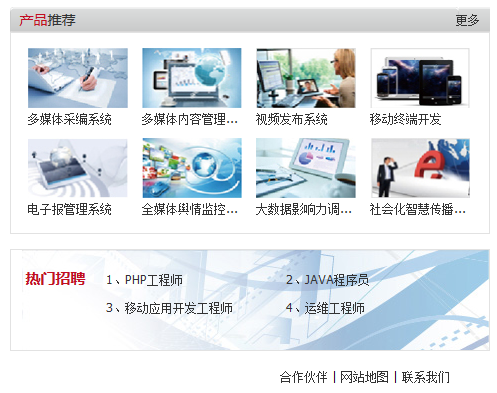 产品推荐 更多
多媒体采编系统 多媒体内容管理... 视频发布系统 移动终端开发
电子报管理系统 全媒体舆情监控... 大数据影响力调... 社会化智慧传播...
热门招聘 1、PHP工程师 2、JAVA程序员
3、移动应用开发工程师 4、运维工程师
合作伙伴 | 网站地图 | 联系我们